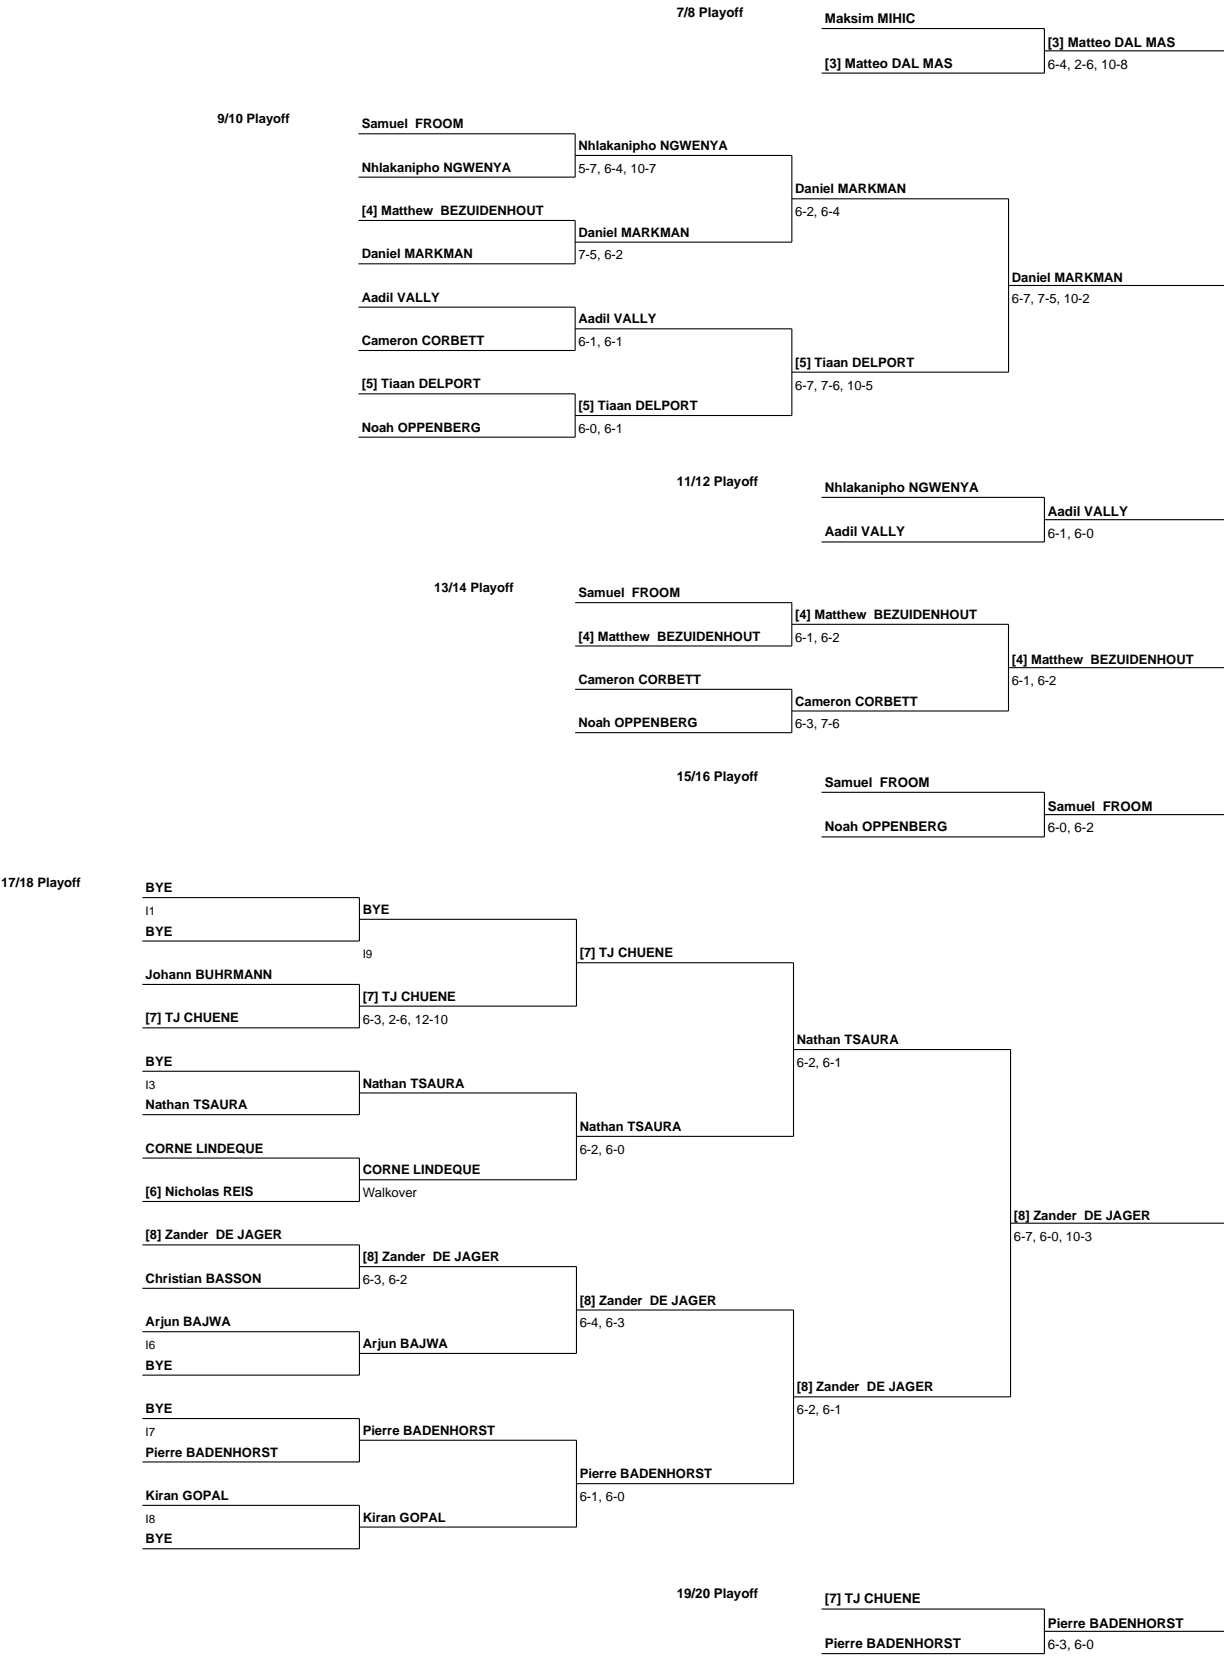 7/8 Playoff
Maksim MIHIC
[3] Matteo DAL MAS
[3] Matteo DAL MAS
6-4, 2-6, 10-8
9/10 Playoff
Samuel  FROOM
Nhlakanipho NGWENYA
Nhlakanipho NGWENYA
5-7, 6-4, 10-7
Daniel MARKMAN
6-2, 6-4
[4] Matthew  BEZUIDENHOUT
Daniel MARKMAN
Daniel MARKMAN
7-5, 6-2
Daniel MARKMAN
6-7, 7-5, 10-2
Aadil VALLY
Aadil VALLY
Cameron CORBETT
6-1, 6-1
[5] Tiaan DELPORT
6-7, 7-6, 10-5
[5] Tiaan DELPORT
[5] Tiaan DELPORT
Noah OPPENBERG
6-0, 6-1
11/12 Playoff
Nhlakanipho NGWENYA
Aadil VALLY
Aadil VALLY
6-1, 6-0
13/14 Playoff
Samuel  FROOM
[4] Matthew  BEZUIDENHOUT
[4] Matthew  BEZUIDENHOUT
6-1, 6-2
[4] Matthew  BEZUIDENHOUT
6-1, 6-2
Cameron CORBETT
Cameron CORBETT
Noah OPPENBERG
6-3, 7-6
15/16 Playoff
Samuel  FROOM
Samuel  FROOM
Noah OPPENBERG
6-0, 6-2
17/18 Playoff
BYE
I1
BYE
BYE
I9
[7] TJ CHUENE
Johann BUHRMANN
[7] TJ CHUENE
[7] TJ CHUENE
6-3, 2-6, 12-10
Nathan TSAURA
6-2, 6-1
BYE
I3
Nathan TSAURA
Nathan TSAURA
Nathan TSAURA
6-2, 6-0
CORNE LINDEQUE
CORNE LINDEQUE
[6] Nicholas REIS
Walkover
[8] Zander  DE JAGER
6-7, 6-0, 10-3
[8] Zander  DE JAGER
[8] Zander  DE JAGER
Christian BASSON
6-3, 6-2
[8] Zander  DE JAGER
6-4, 6-3
Arjun BAJWA
I6
Arjun BAJWA
BYE
[8] Zander  DE JAGER
6-2, 6-1
BYE
I7
Pierre BADENHORST
Pierre BADENHORST
Pierre BADENHORST
6-1, 6-0
Kiran GOPAL
I8
Kiran GOPAL
BYE
19/20 Playoff
[7] TJ CHUENE
Pierre BADENHORST
Pierre BADENHORST
6-3, 6-0